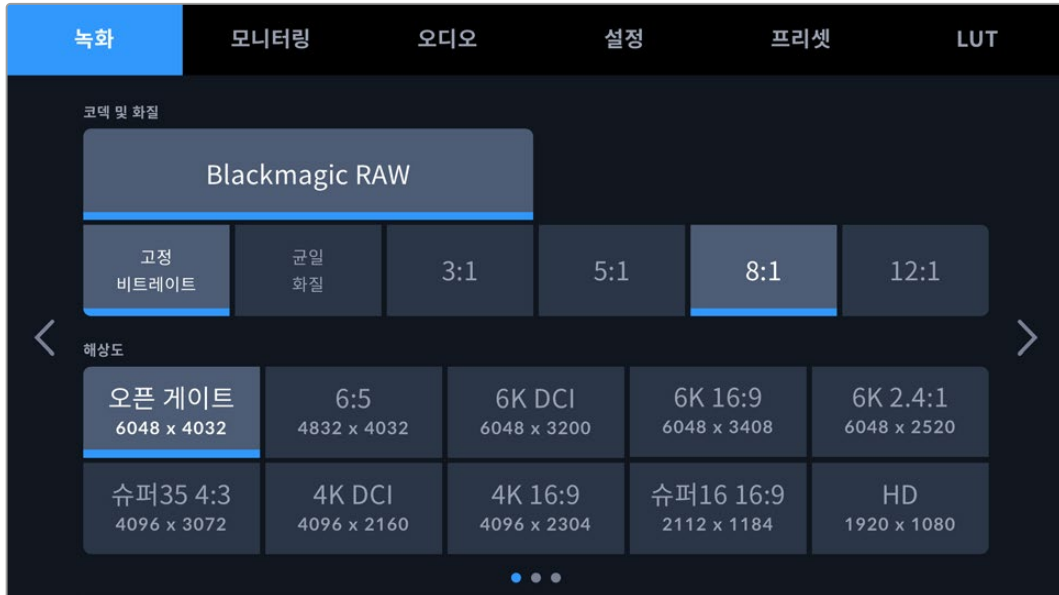 녹화 모니터링 오디오 설정 프리셋 LUT
코덱 및 화질
Blackmagic RAW
고정 비트레이트
균일 화질
3:1
5:1
8:1
12:1
해상도
오픈 게이트
6048 x 4032
6:5
4832 x 4032
6K DCI
6048 x 3200
6K 16:9
6048 x 3408
6K 2.4:1
6048 x 2520
슈퍼35 4:3
4096 x 3072
4K DCI
4096 x 2160
4K 16:9
4096 x 2304
슈퍼16 16:9
2112 x 1184
HD
1920 x 1080